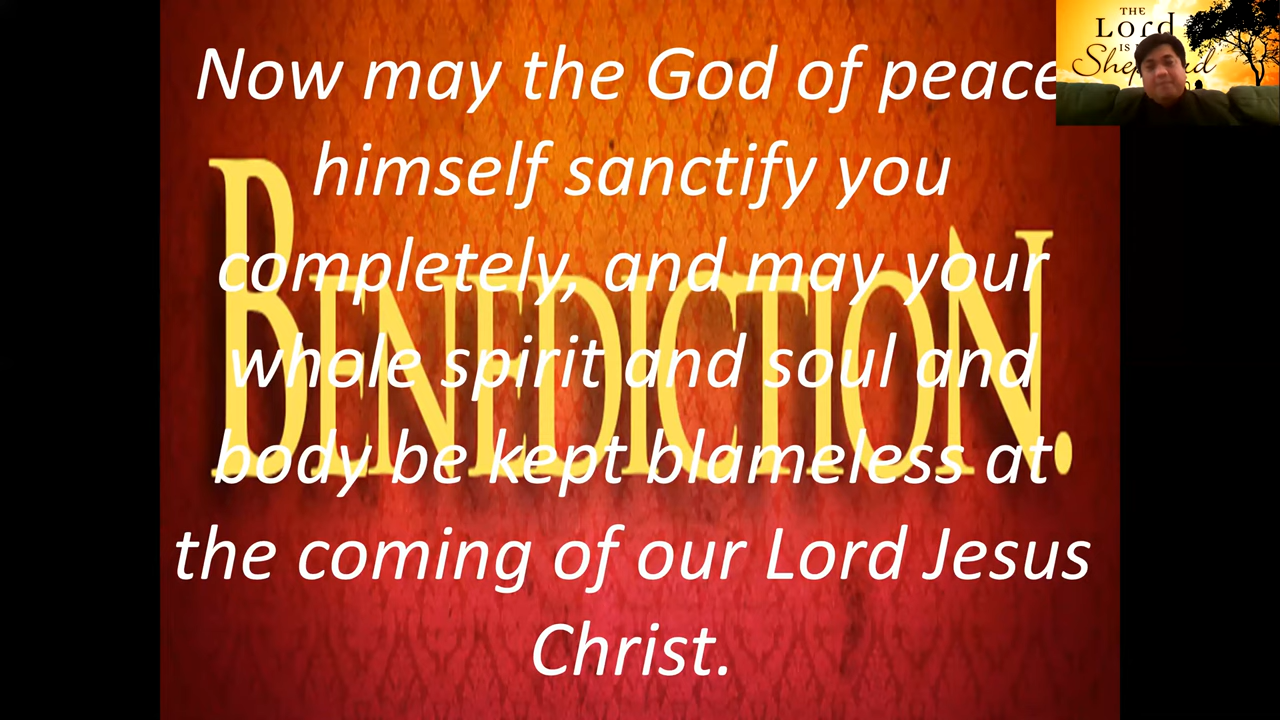 Now may the God of peace
himself sanctify you
completely, and may your
whole spirit and soul and
body be kept blameless at
the coming of our Lord Jesus
Christ.
BENEDICTION.
THE
Lord
IS